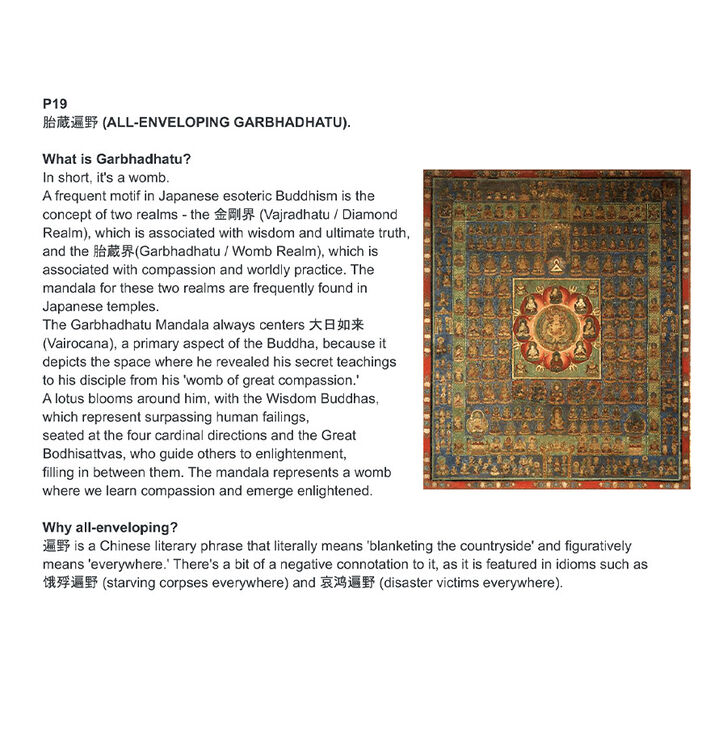 P19
胎蔵遍野 (ALL-ENVELOPING GARBHADHATU).
What is Garbhadhatu?
In short, it's a womb.
A frequent motif in Japanese esoteric Buddhism is the
concept of two realms - the 金剛界 (Vajradhatu / Diamond
Realm), which is associated with wisdom and ultimate truth,
and the 胎蔵界(Garbhadhatu / Womb Realm), which is
associated with compassion and worldly practice. The
mandala for these two realms are frequently found in
Japanese temples.
The Garbhadhatu Mandala always centers 大日如来
(Vairocana), a primary aspect of the Buddha, because it
depicts the space where he revealed his secret teachings
to his disciple from his 'womb of great compassion.'
A lotus blooms around him, with the Wisdom Buddhas,
which represent surpassing human failings,
seated at the four cardinal directions and the Great
Bodhisattvas, who guide others to enlightenment,
filling in between them. The mandala represents a womb
where we learn compassion and emerge enlightened.
Why all-enveloping?
遍野 is a Chinese literary phrase that literally means 'blanketing the countryside' and figuratively
means 'everywhere.' There's a bit of a negative connotation to it, as it is featured in idioms such as
饿殍遍野 (starving corpses everywhere) and 哀鸿遍野 (disaster victims everywhere).